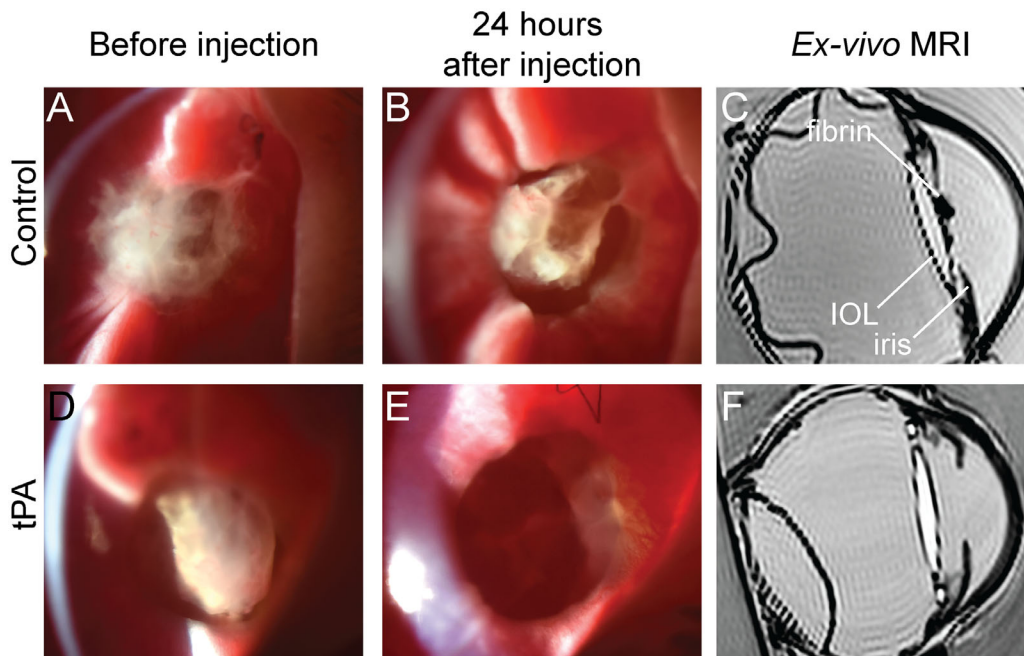 Before injection
24 hours
after injection
Ex-vivo MRI
Control
A
B
C
fibrin
IOL
iris
tPA
D
E
F